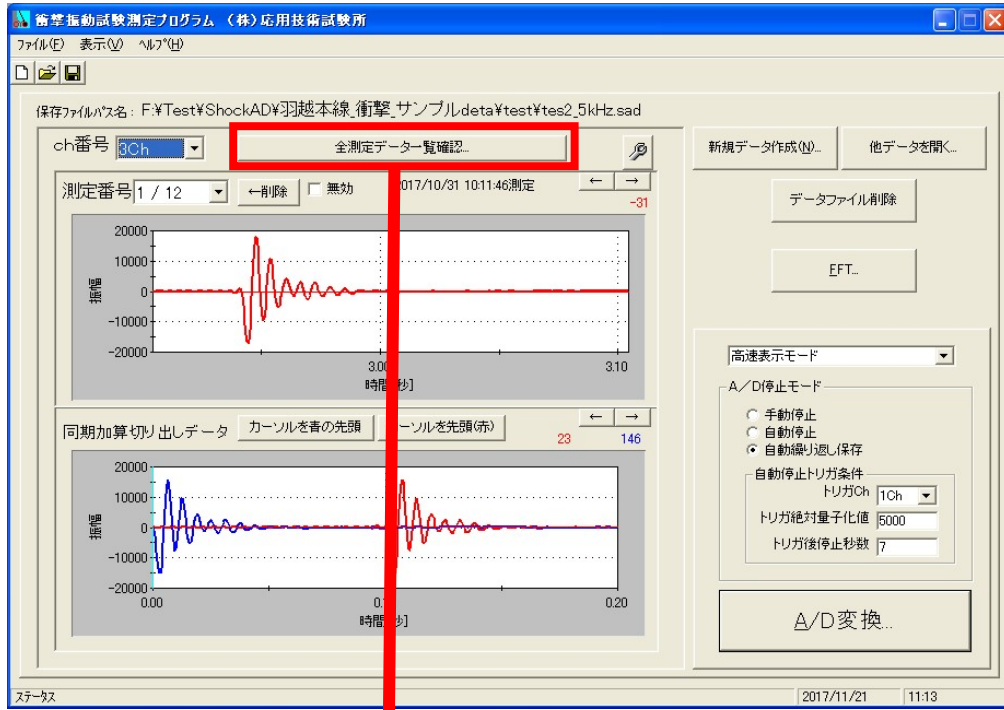 衝撃振動試験測定プログラム （株）応用技術試験所
ファイル(F) 表示(V) ヘルプ(H)
保存ファイルパス名: F:¥Test¥ShockAD¥羽越本線_衝撃_サンプルdeta¥test¥tes2_5kHz.sad
ch番号 3Ch 全測定データ一覧確認...
測定番号 1 / 12 ←削除 無効 2017/10/31 10:11:46測定 ← →
-31
20000
10000
0
-10000
-20000
振幅
3.00 3.10
時間[秒]
同期加算切り出しデータ カーソルを青の先頭 カーソルを先頭(赤) ← →
23 146
20000
10000
0
-10000
-20000
振幅
0.00 0.20
時間[秒]
新規データ作成(N)... 他データを開く...
データファイル削除
FFT...
高速表示モード
A／D停止モード
手動停止
自動停止
自動繰り返し保存
自動停止トリガ条件
トリガCh 1Ch
トリガ絶対量子化値 5000
トリガ後停止秒数 7
A/D変換...
ステータス 2017/11/21 11:13